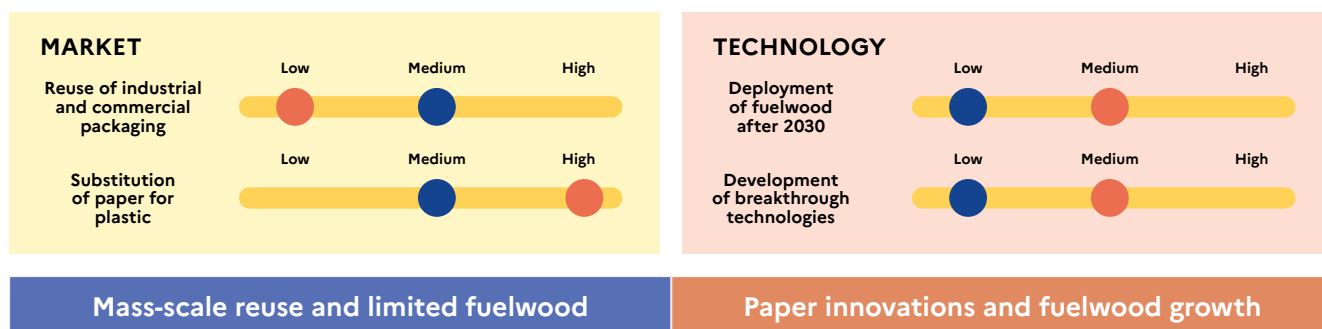 MARKET
Low Medium High
Reuse of industrial
and commercial
packaging
Low Medium High
Substitution
of paper for
plastic
TECHNOLOGY
Low Medium High
Deployment
of fuelwood
after 2030
Low Medium High
Development
of breakthrough
technologies
Mass-scale reuse and limited fuelwood
Paper innovations and fuelwood growth